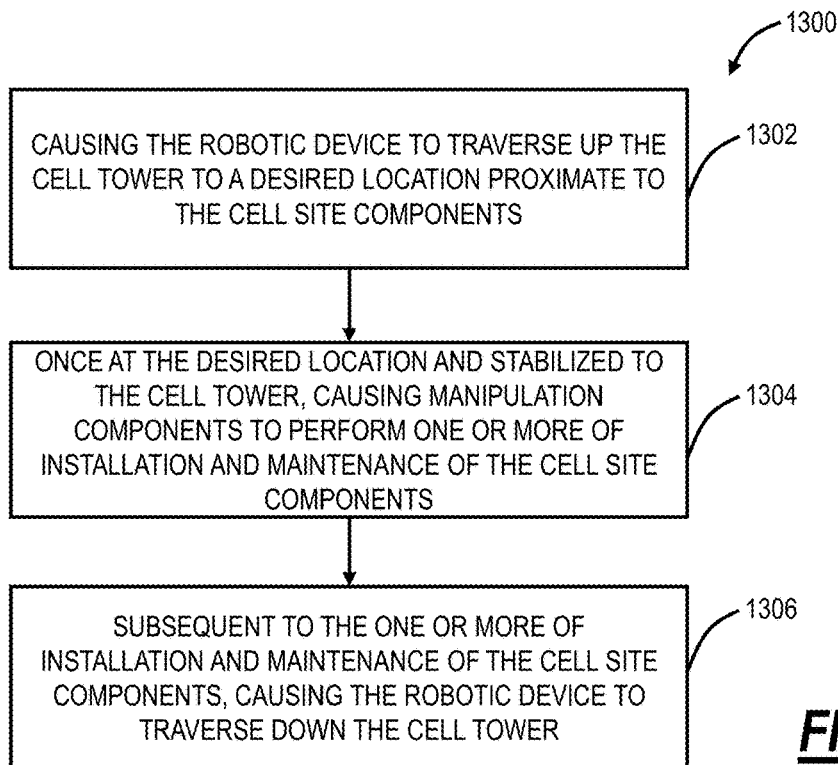 1300
CAUSING THE ROBOTIC DEVICE TO TRAVERSE UP THE
CELL TOWER TO A DESIRED LOCATION PROXIMATE TO
THE CELL SITE COMPONENTS
1302
ONCE AT THE DESIRED LOCATION AND STABILIZED TO
THE CELL TOWER, CAUSING MANIPULATION
COMPONENTS TO PERFORM ONE OR MORE OF
INSTALLATION AND MAINTENANCE OF THE CELL SITE
COMPONENTS
1304
SUBSEQUENT TO THE ONE OR MORE OF
INSTALLATION AND MAINTENANCE OF THE CELL SITE
COMPONENTS, CAUSING THE ROBOTIC DEVICE TO
TRAVERSE DOWN THE CELL TOWER
1306